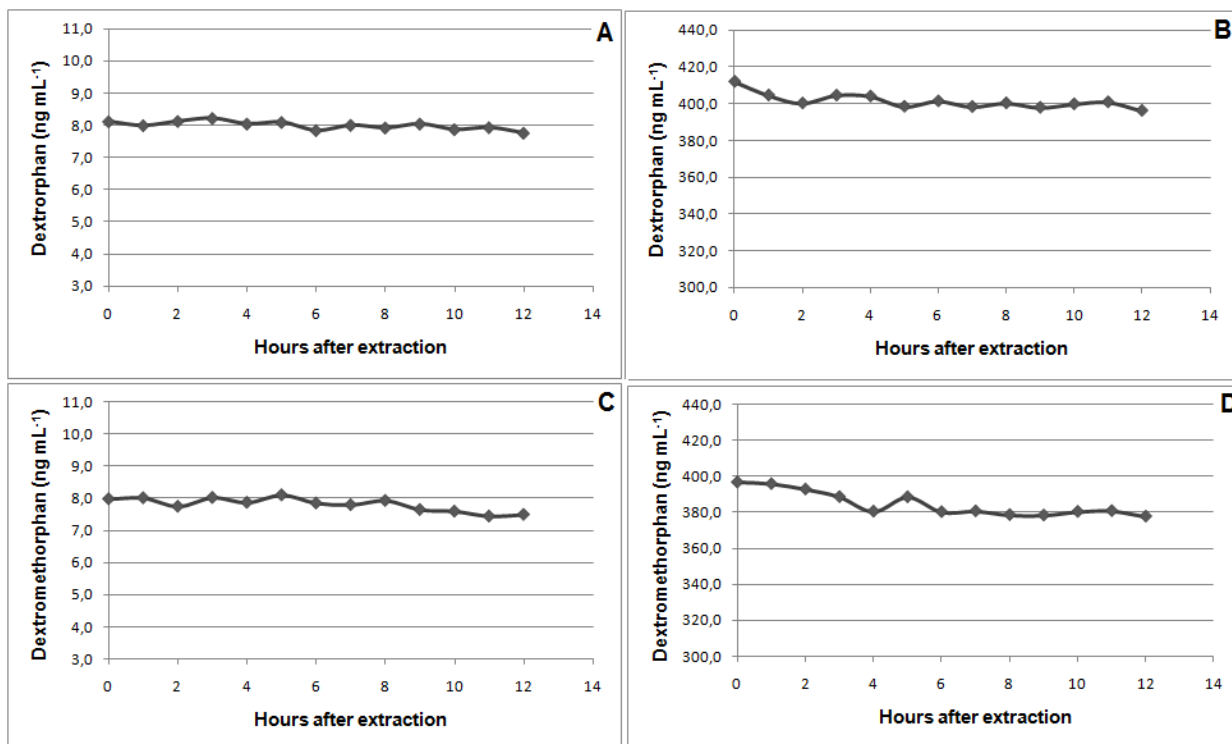 A
Dextrorphan (ng mL-1)
11,0
10,0
9,0
8,0
7,0
6,0
5,0
4,0
3,0
0 2 4 6 8 10 12 14
Hours after extraction
B
Dextrorphan (ng mL-1)
440,0
420,0
400,0
380,0
360,0
340,0
320,0
300,0
0 2 4 6 8 10 12 14
Hours after extraction
C
Dextromethorphan (ng mL-1)
11,0
10,0
9,0
8,0
7,0
6,0
5,0
4,0
3,0
0 2 4 6 8 10 12 14
Hours after extraction
D
Dextromethorphan (ng mL-1)
440,0
420,0
400,0
380,0
360,0
340,0
320,0
300,0
0 2 4 6 8 10 12 14
Hours after extraction